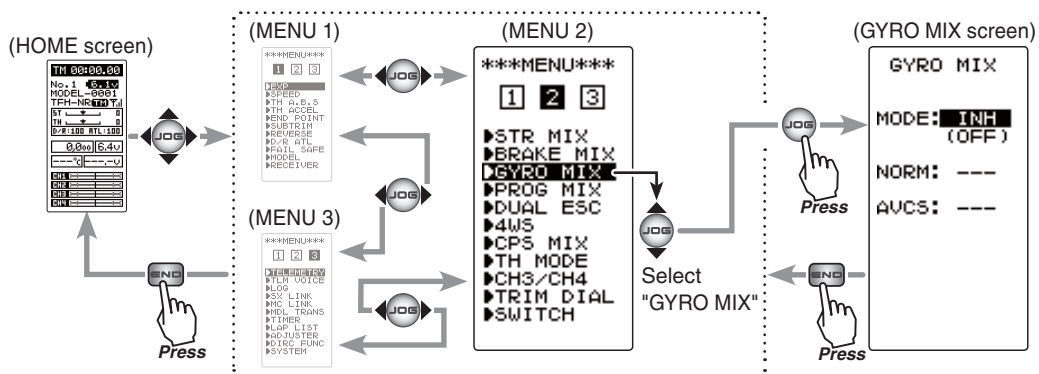 (HOME screen)
TM 00:00.00
No.1 6.1v
MODEL-0001
TFH-NR TM
ST 0
TH 0
D/R:100 ATL:100
6.4v
---℃ ---.-v
CH1
CH2
CH3
CH4
JOG
END
Press
(MENU 1)
***MENU***
1 2 3
EXP
SPEED
TH A.B.S
TH ACCEL
END POINT
SUBTRIM
REVERSE
D/R ATL
FAIL SAFE
MODEL
RECEIVER
JOG
JOG
(MENU 3)
***MENU***
1 2 3
TELEMETRY
TLM VOICE
LOG
SX LINK
MC LINK
MDL TRANS
TIMER
LAP LIST
ADJUSTER
DIRC FUNC
SYSTEM
JOG
(MENU 2)
***MENU***
1 2 3
STR MIX
BRAKE MIX
GYRO MIX
PROG MIX
DUAL ESC
4WS
CPS MIX
TH MODE
CH3/CH4
TRIM DIAL
SWITCH
JOG
Select
"GYRO MIX"
JOG
Press
END
Press
(GYRO MIX screen)
GYRO MIX
MODE: INH
(OFF)
NORM: ---
AVCS: ---